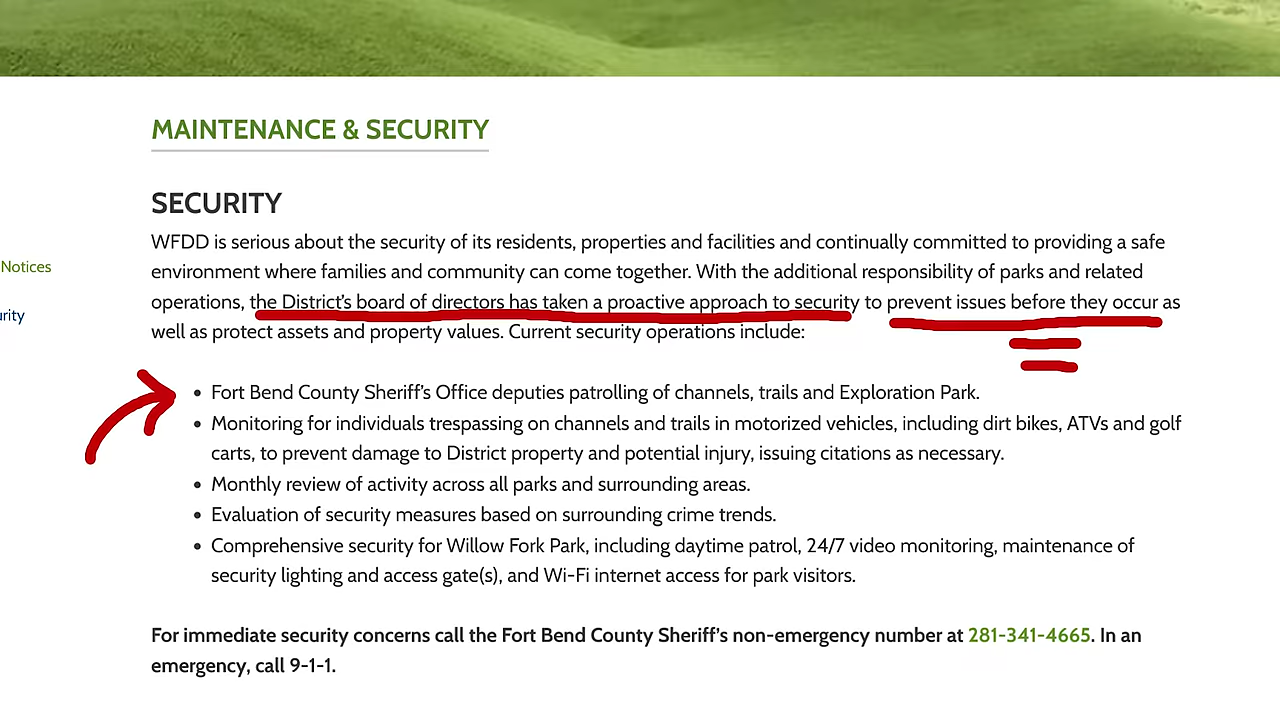 MAINTENANCE & SECURITY
SECURITY
WFDD is serious about the security of its residents, properties and facilities and continually committed to providing a safe
environment where families and community can come together. With the additional responsibility of parks and related
Notices
operations, the District's board of directors has taken a proactive approach to security to prevent issues before they occur as
urity
well as protect assets and property values. Current security operations include:
• Fort Bend County Sheriff's Office deputies patrolling of channels, trails and Exploration Park.
• Monitoring for individuals trespassing on channels and trails in motorized vehicles, including dirt bikes, ATVs and golf
carts, to prevent damage to District property and potential injury, issuing citations as necessary.
• Monthly review of activity across all parks and surrounding areas.
• Evaluation of security measures based on surrounding crime trends.
• Comprehensive security for Willow Fork Park, including daytime patrol, 24/7 video monitoring, maintenance of
security lighting and access gate(s), and Wi-Fi internet access for park visitors.
For immediate security concerns call the Fort Bend County Sheriff's non-emergency number at 281-341-4665. In an
emergency, call 9-1-1.